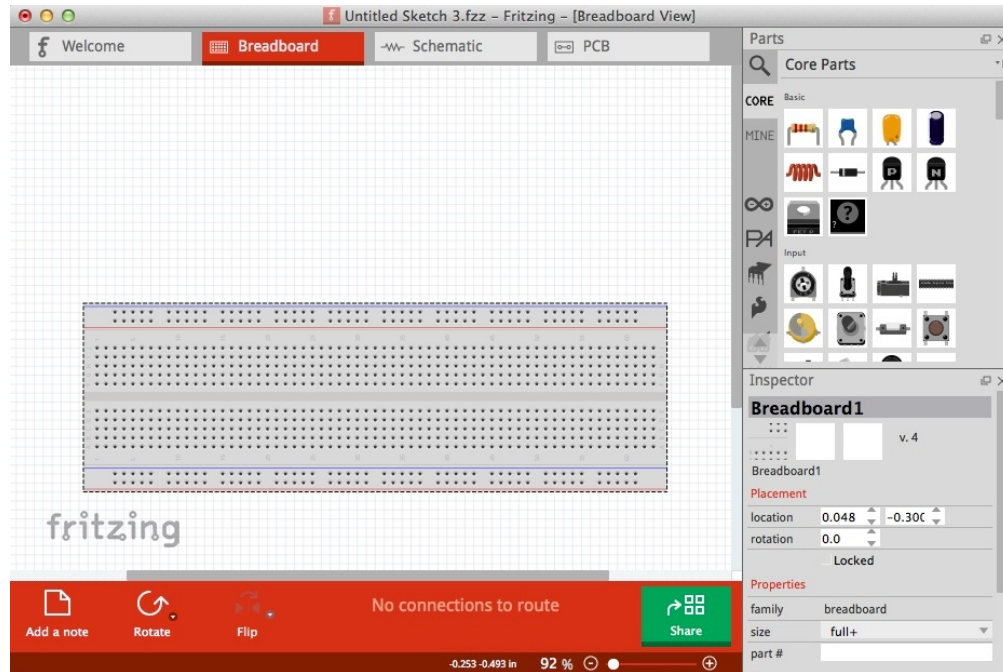 Untitled Sketch 3.fzz – Fritzing – [Breadboard View]
Welcome
Breadboard
Schematic
PCB
Parts
Core Parts
CORE
MINE
Basic
P
N
?
?
Input
fritzing
Inspector
Breadboard1
v. 4
Breadboard1
Placement
location 0.048
rotation 0.0
Locked
Properties
family breadboard
size full+
part #
Add a note
Rotate
Flip
No connections to route
Share
-0.253 -0.493 in 92 %